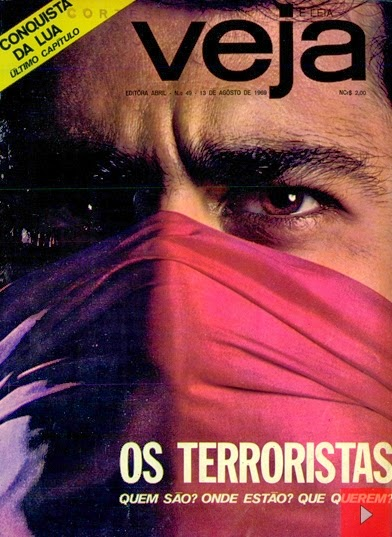 CONQUISTA
DA LUA
ÚLTIMO CAPÍTULO
E LEIA
veja
EDITORA ABRIL - N.º 49 - 13 DE AGOSTO DE 1969
NCr$ 2,00
OS TERRORISTAS
QUEM SÃO? ONDE ESTÃO? QUE QUEREM?